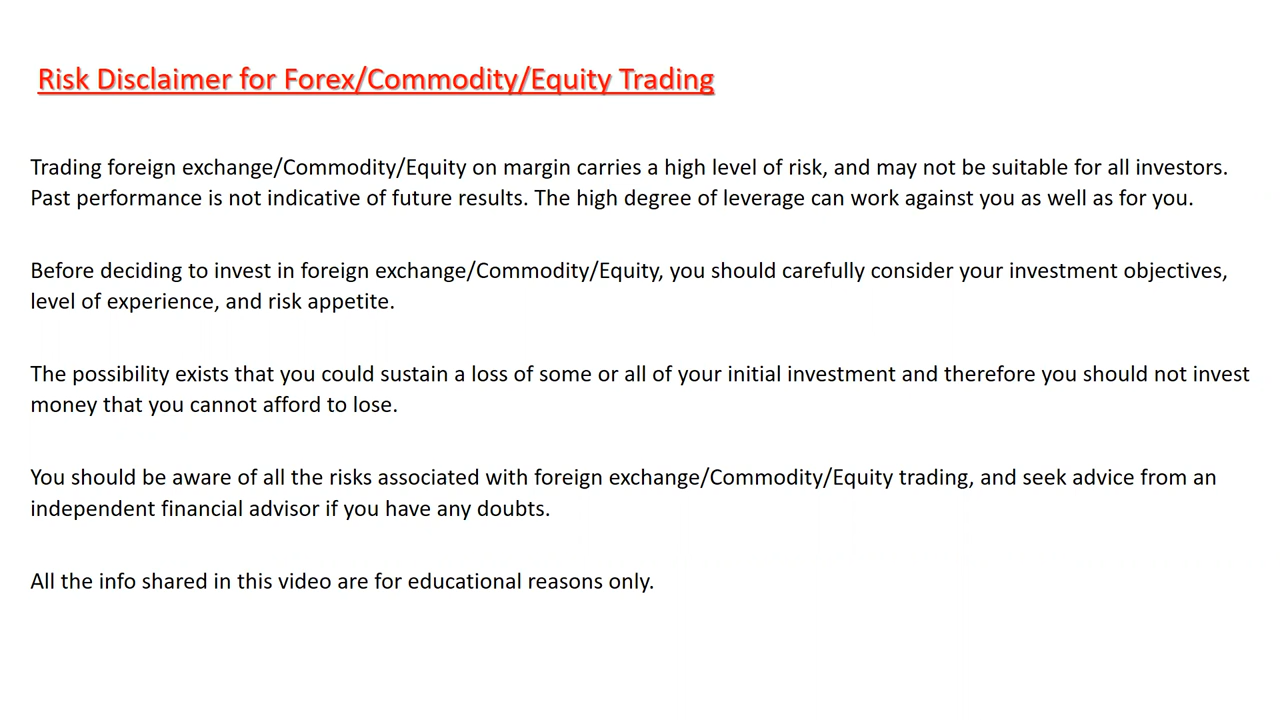 Risk Disclaimer for Forex/Commodity/Equity Trading
Trading foreign exchange/Commodity/Equity on margin carries a high level of risk, and may not be suitable for all investors.
Past performance is not indicative of future results. The high degree of leverage can work against you as well as for you.
Before deciding to invest in foreign exchange/Commodity/Equity, you should carefully consider your investment objectives,
level of experience, and risk appetite.
The possibility exists that you could sustain a loss of some or all of your initial investment and therefore you should not invest
money that you cannot afford to lose.
You should be aware of all the risks associated with foreign exchange/Commodity/Equity trading, and seek advice from an
independent financial advisor if you have any doubts.
All the info shared in this video are for educational reasons only.